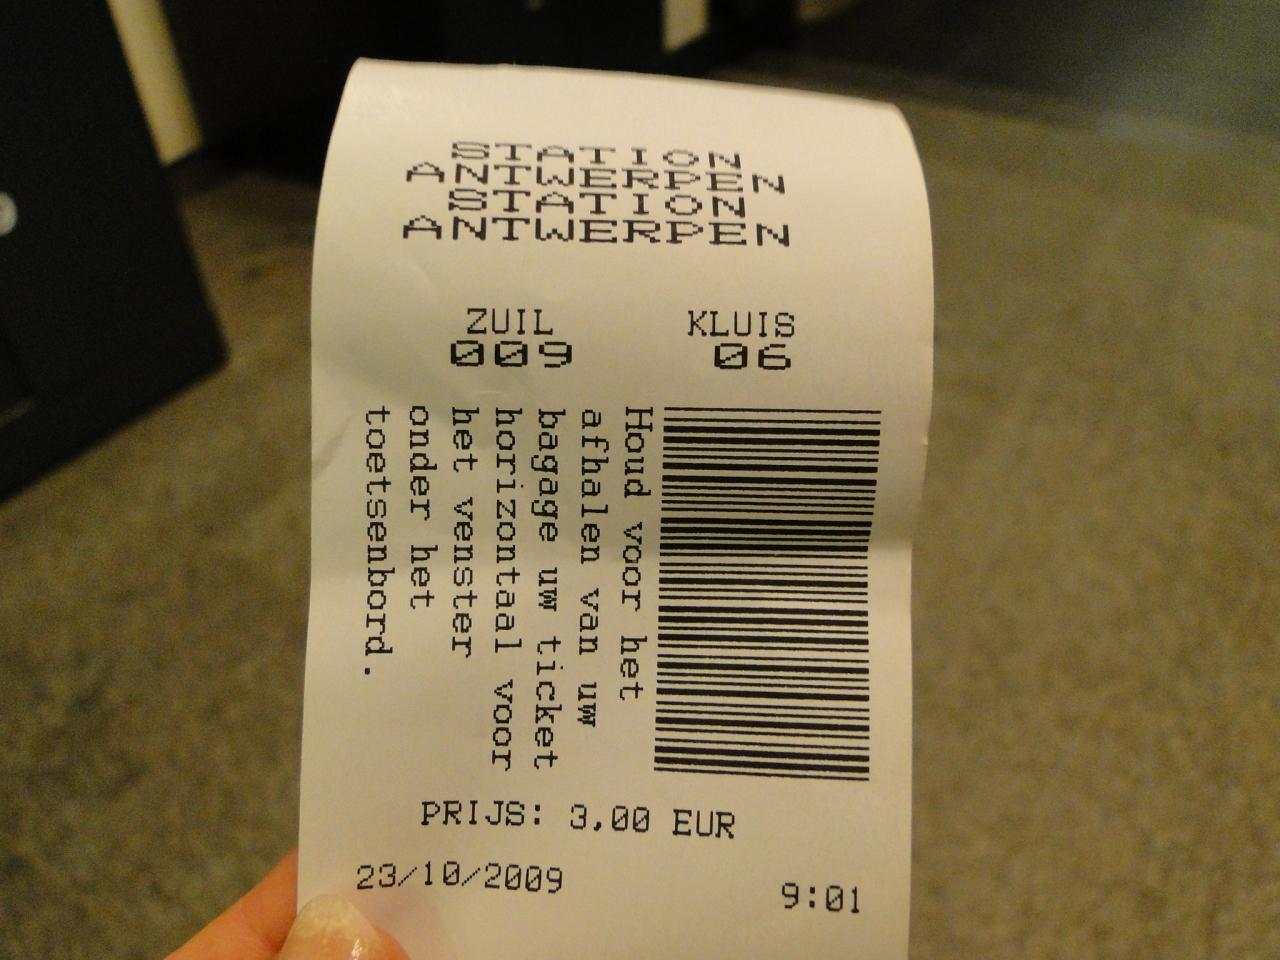 STATION
ANTWERPEN
STATION
ANTWERPEN
ZUIL KLUIS
009 06
Houd voor het
afhalen van uw
bagage uw ticket
horizontaal voor
het venster
onder het
toetsenbord.
PRIJS: 3,00 EUR
23/10/2009 9:01